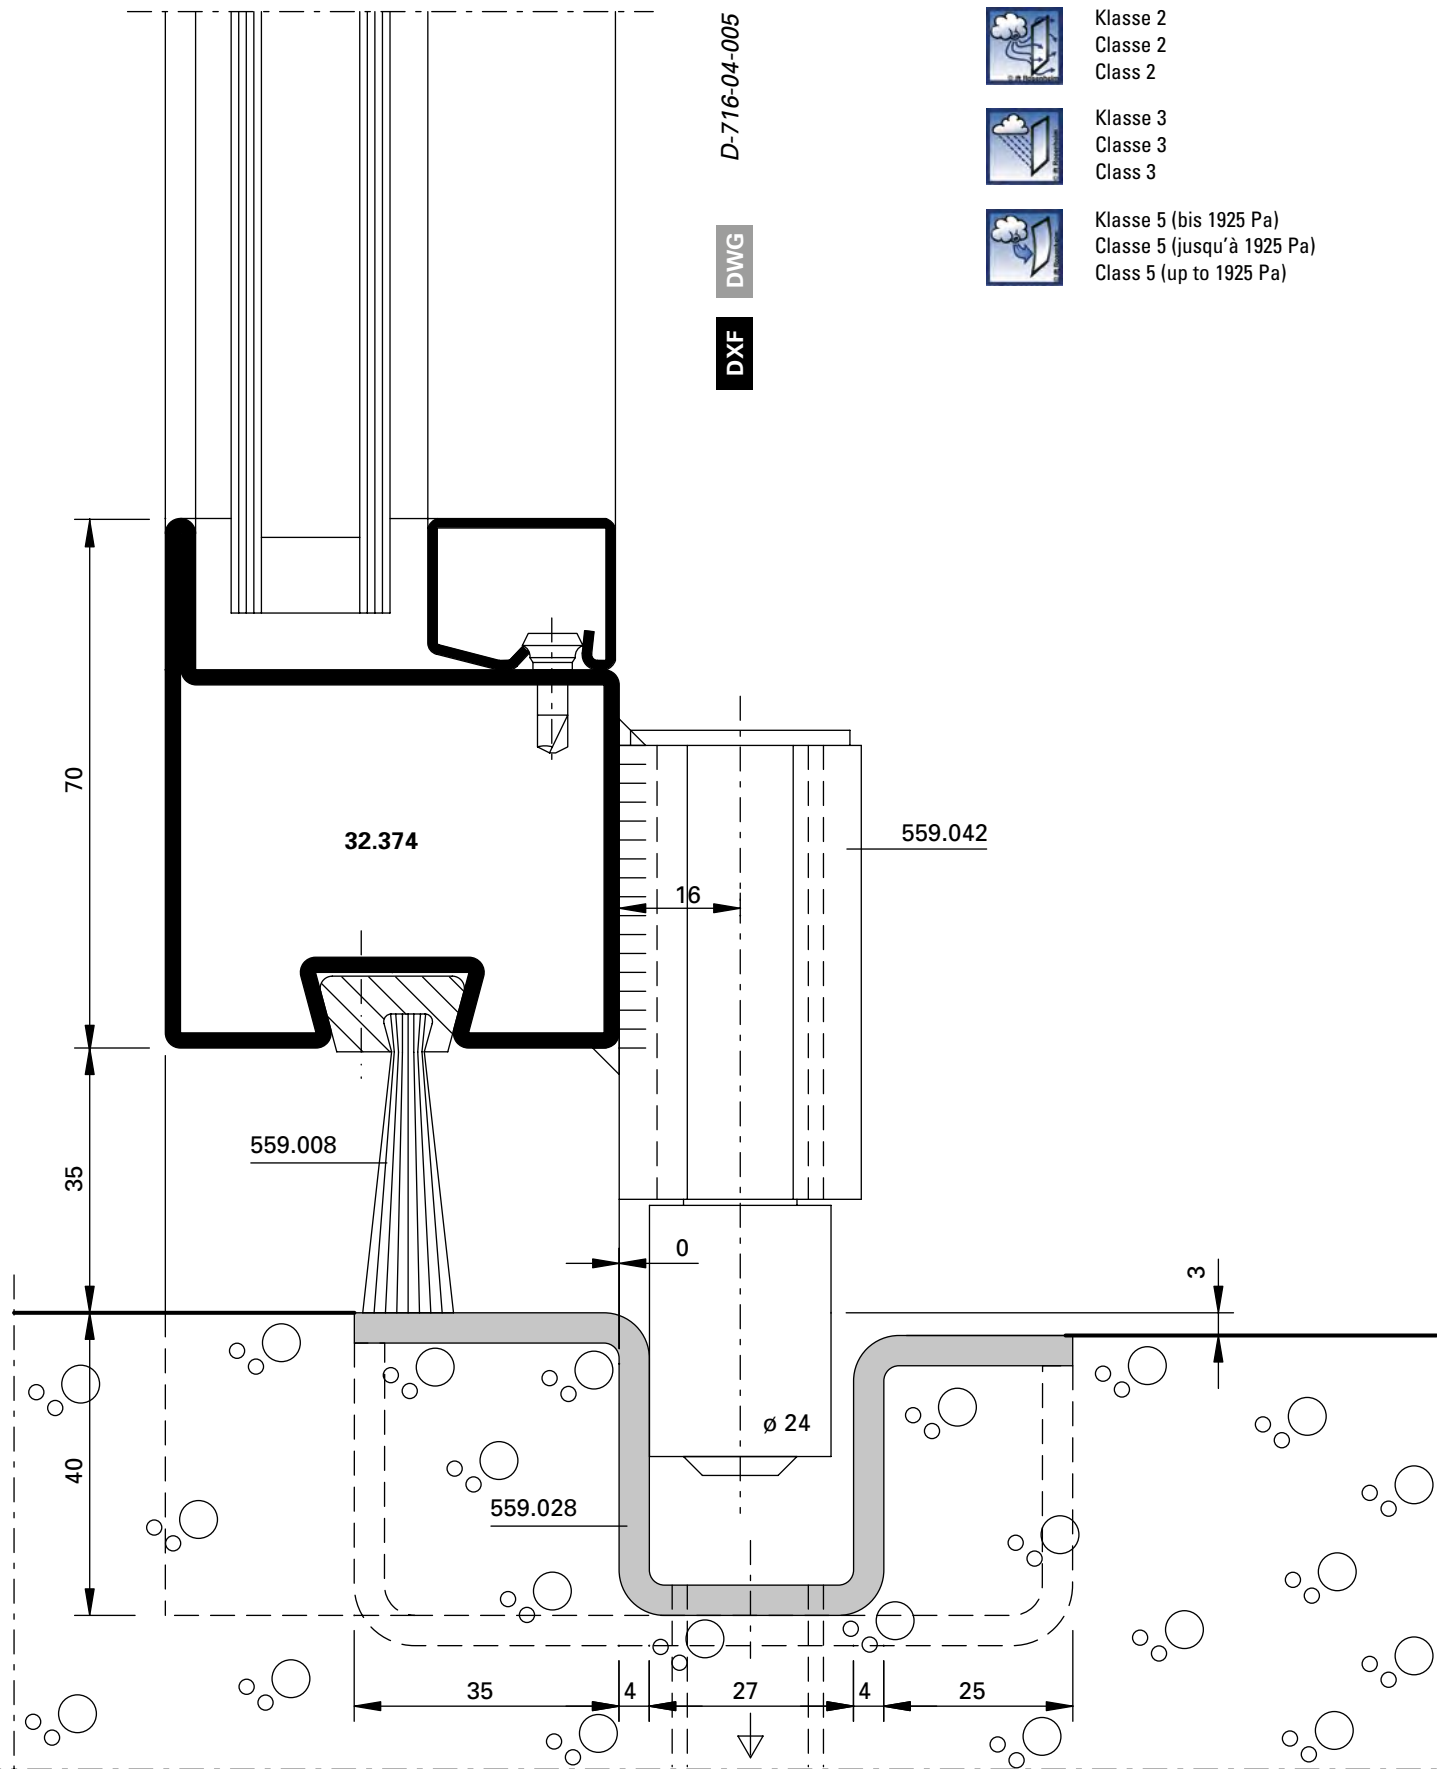 D-716-04-005
Klasse 2
Classe 2
Class 2
Klasse 3
Classe 3
Class 3
DWG
Klasse 5 (bis 1925 Pa)
Classe 5 (jusqu'à 1925 Pa)
Class 5 (up to 1925 Pa)
DXF
70
32.374
559.042
16
559.008
35
0
3
ø 24
40
559.028
35
4
27
4
25